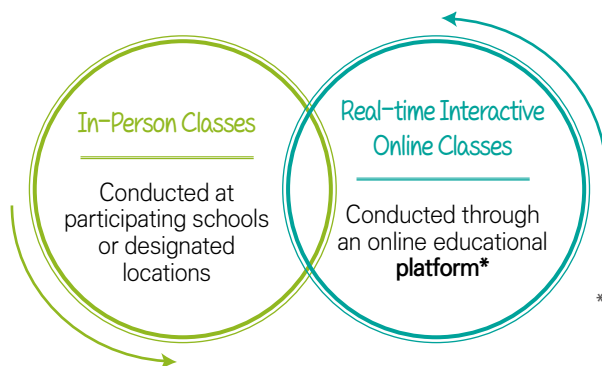 In-Person Classes
Conducted at
participating schools
or designated
locations
Real-time Interactive
Online Classes
Conducted through
an online educational
platform*
*